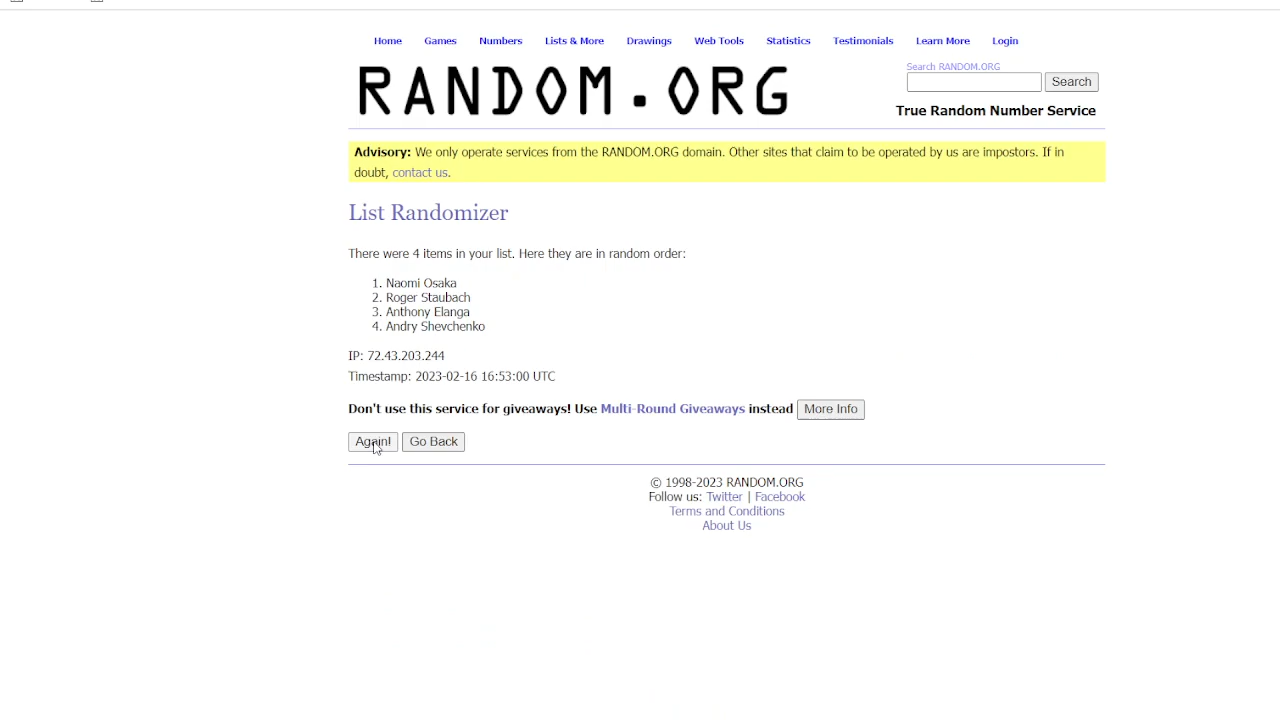 Home Games Numbers Lists & More Drawings Web Tools Statistics Testimonials Learn More Login
RANDOM.ORG
Search RANDOM.ORG
Search
True Random Number Service
Advisory: We only operate services from the RANDOM.ORG domain. Other sites that claim to be operated by us are impostors. If in
doubt, contact us.
List Randomizer
There were 4 items in your list. Here they are in random order:
1. Naomi Osaka
2. Roger Staubach
3. Anthony Elanga
4. Andry Shevchenko
IP: 72.43.203.244
Timestamp: 2023-02-16 16:53:00 UTC
Don't use this service for giveaways! Use Multi-Round Giveaways instead More Info
Again! Go Back
© 1998-2023 RANDOM.ORG
Follow us: Twitter | Facebook
Terms and Conditions
About Us